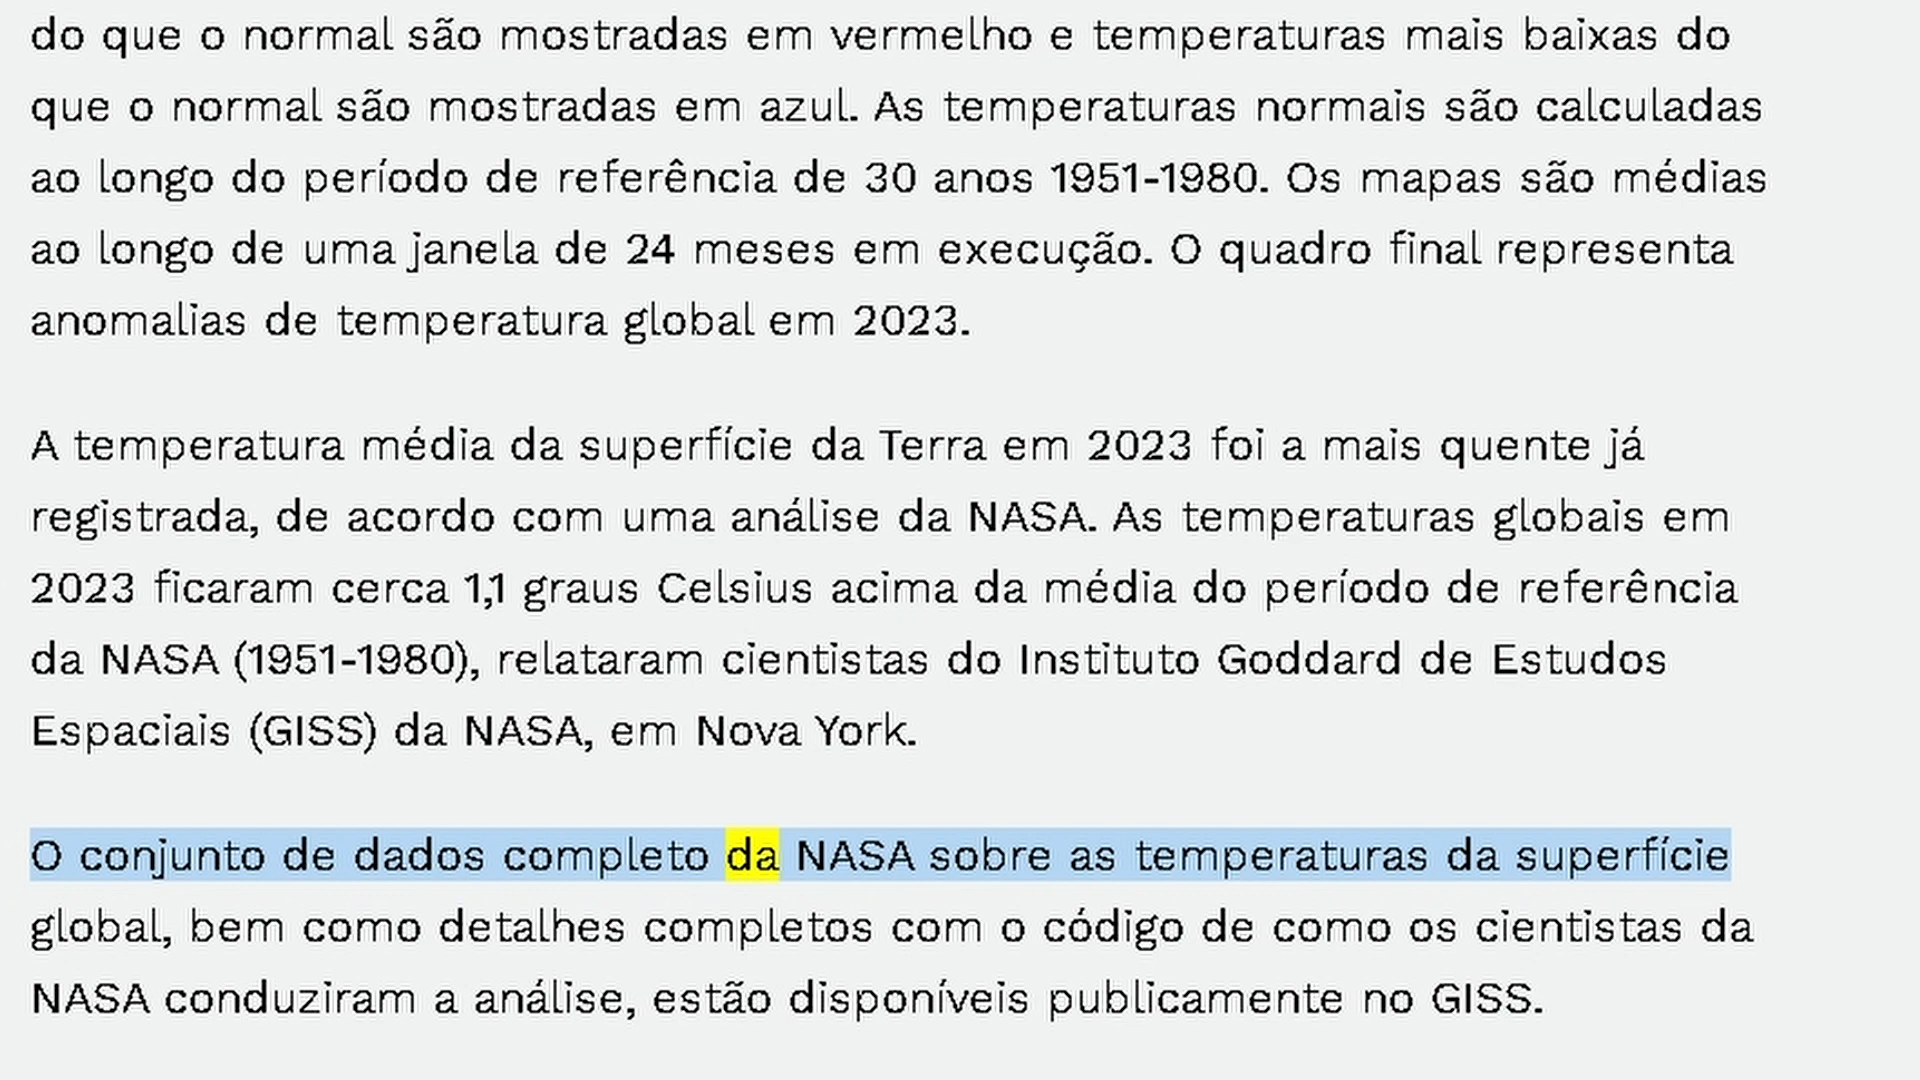 do que o normal são mostradas em vermelho e temperaturas mais baixas do
que o normal são mostradas em azul. As temperaturas normais são calculadas
ao longo do período de referência de 30 anos 1951-1980. Os mapas são médias
ao longo de uma janela de 24 meses em execução. O quadro final representa
anomalias de temperatura global em 2023.
A temperatura média da superfície da Terra em 2023 foi a mais quente já
registrada, de acordo com uma análise da NASA. As temperaturas globais em
2023 ficaram cerca 1,1 graus Celsius acima da média do período de referência
da NASA (1951-1980), relataram cientistas do Instituto Goddard de Estudos
Espaciais (GISS) da NASA, em Nova York.
O conjunto de dados completo da NASA sobre as temperaturas da superfície
global, bem como detalhes completos com o código de como os cientistas da
NASA conduziram a análise, estão disponíveis publicamente no GISS.